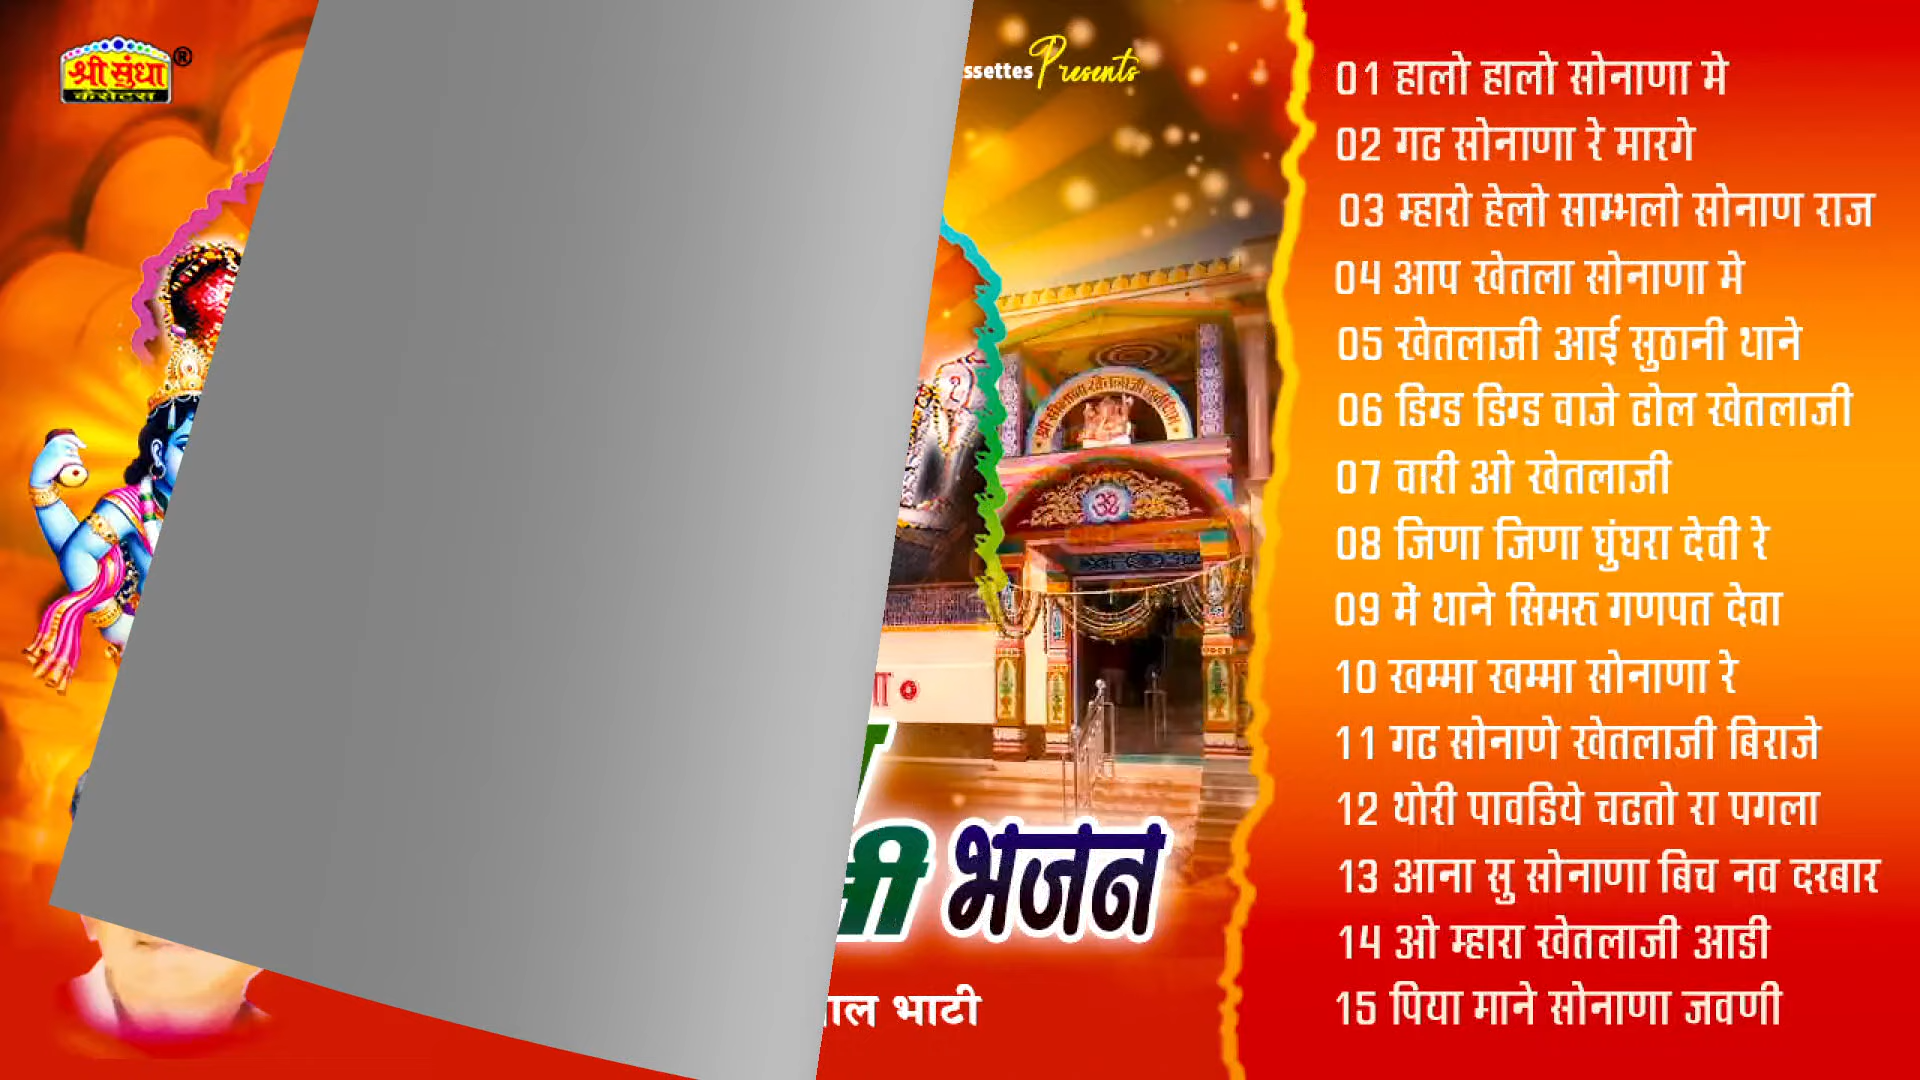 श्री सुंधा
कैसेटस
®
ssettes Presents
श्री सोनाणा खेतलाजी
ॐ
भजन
भाटी
01 हालो हालो सोनाणा मे
02 गढ सोनाणा रे मारगे
03 म्हारो हेलो साम्भलो सोनाण राज
04 आप खेतला सोनाणा मे
05 खेतलाजी आई सुठानी थाने
06 डिग्ड डिग्ड वाजे ढोल खेतलाजी
07 वारी ओ खेतलाजी
08 जिणा जिणा घुंघरा देवी रे
09 में थाने सिमरु गणपत देवा
10 खम्मा खम्मा सोनाणा रे
11 गढ सोनाणे खेतलाजी बिराजे
12 थोरी पावडिये चढतो रा पगला
13 आना सु सोनाणा बिच नव दरबार
14 ओ म्हारा खेतलाजी आडी
15 पिया माने सोनाणा जवणी